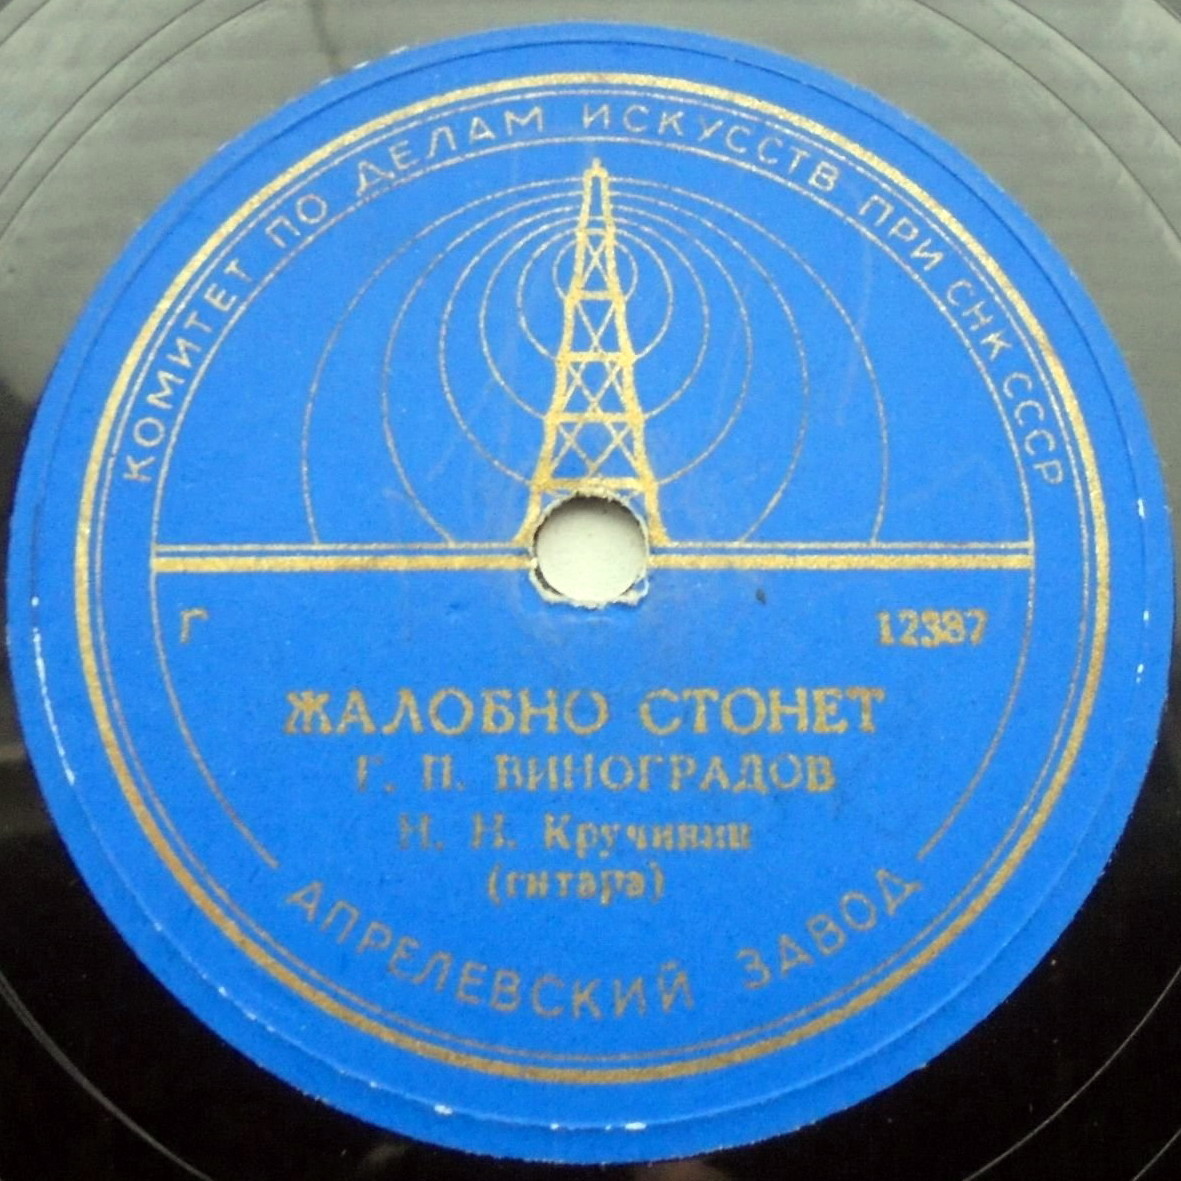 КОМИТЕТ ПО ДЕЛАМ ИСКУССТВ ПРИ СНК СССР
Г 12387
ЖАЛОБНО СТОНЕТ
Г. П. ВИНОГРАДОВ
Н. Н. Кручинин
(гитара)
АПРЕЛЕВСКИЙ ЗАВОД